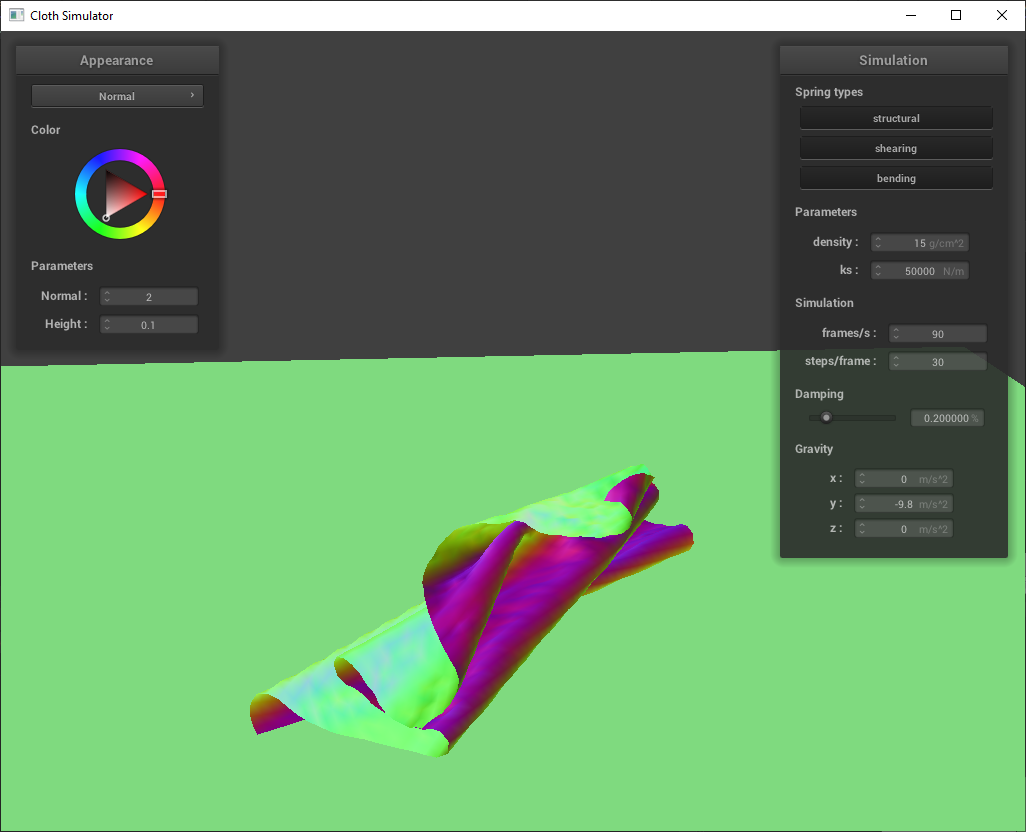 Cloth Simulator
Appearance
Normal
Color
Parameters
Normal : 2
Height : 0.1
Simulation
Spring types
structural
shearing
bending
Parameters
density : 15 g/cm^2
ks : 50000 N/m
Simulation
frames/s : 90
steps/frame : 30
Damping
0.200000 %
Gravity
x : 0 m/s^2
y : -9.8 m/s^2
z : 0 m/s^2